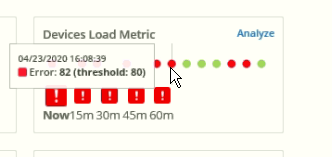 Devices Load Metric Analyze
04/23/2020 16:08:39
Error: 82 (threshold: 80)
! ! ! ! !
Now 15m 30m 45m 60m